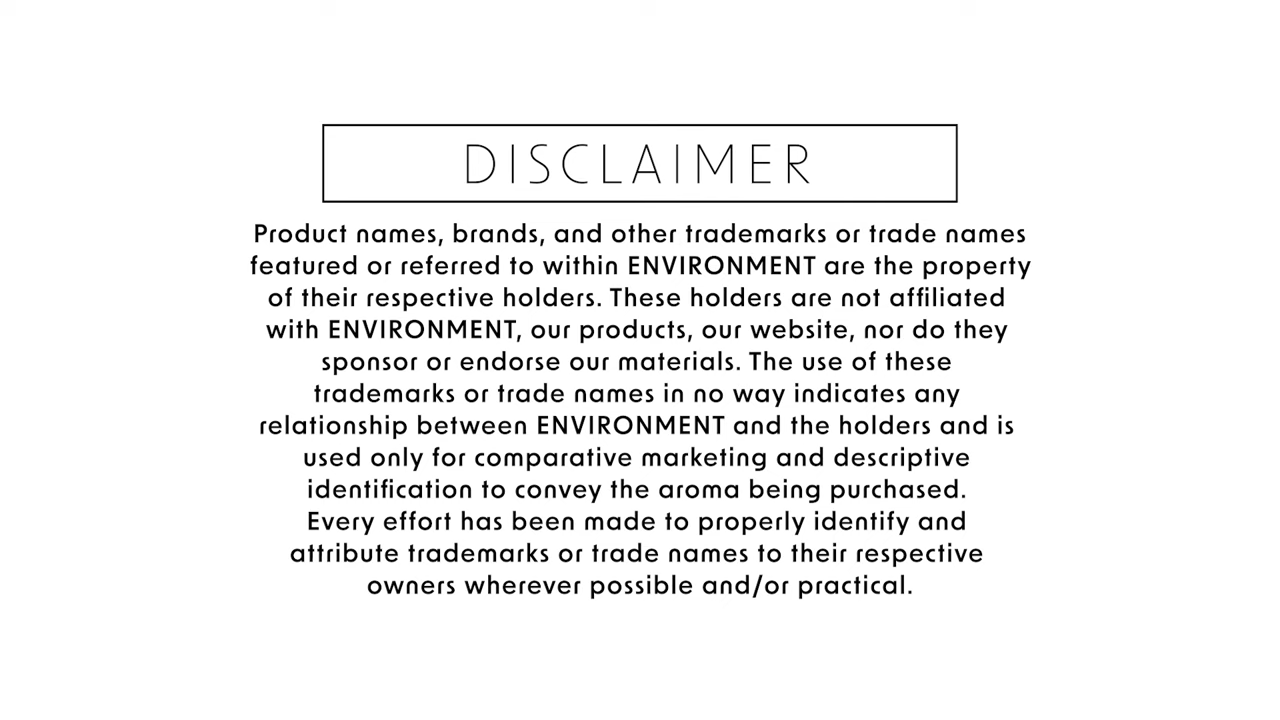 DISCLAIMER
Product names, brands, and other trademarks or trade names
featured or referred to within ENVIRONMENT are the property
of their respective holders. These holders are not affiliated
with ENVIRONMENT, our products, our website, nor do they
sponsor or endorse our materials. The use of these
trademarks or trade names in no way indicates any
relationship between ENVIRONMENT and the holders and is
used only for comparative marketing and descriptive
identification to convey the aroma being purchased.
Every effort has been made to properly identify and
attribute trademarks or trade names to their respective
owners wherever possible and/or practical.